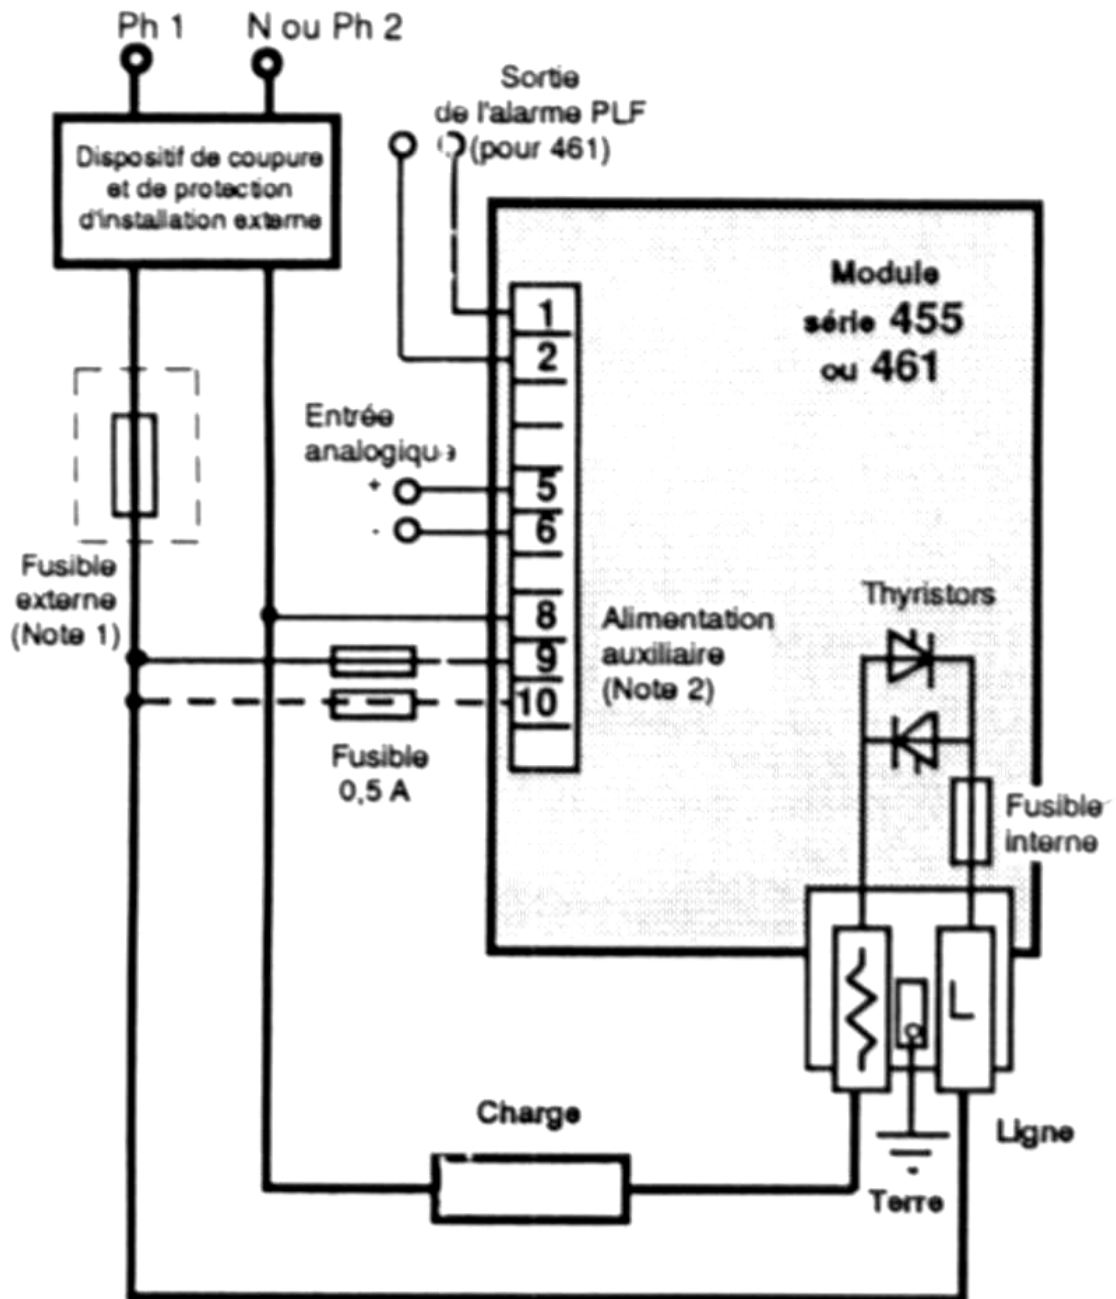 Ph 1
N ou Ph 2
Sortie
de l'alarme PLF
(pour 461)
Dispositif de coupure
et de protection
d'installation externe
Module
série 455
ou 461
1
2
Entrée
analogique
+
5
-
6
Fusible
externe
(Note 1)
8
9
10
Alimentation
auxiliaire
(Note 2)
Thyristors
Fusible
0,5 A
Fusible
interne
L
Charge
Ligne
Terre